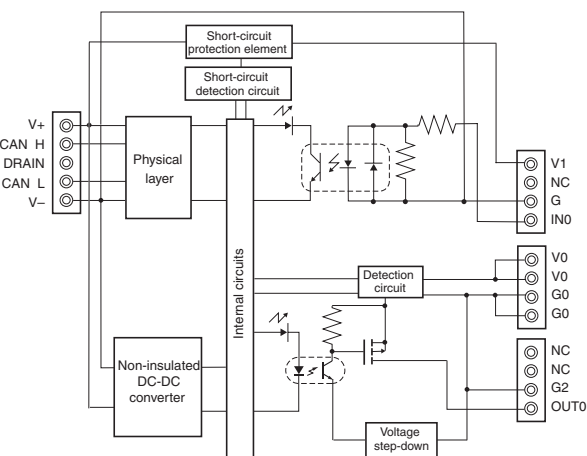 Short-circuit
protection element
Short-circuit
detection circuit
V+
CAN H
DRAIN
CAN L
V–
Physical
layer
V1
NC
G
IN0
Internal circuits
Detection
circuit
V0
V0
G0
G0
Non-insulated
DC-DC
converter
NC
NC
G2
OUT0
Voltage
step-down